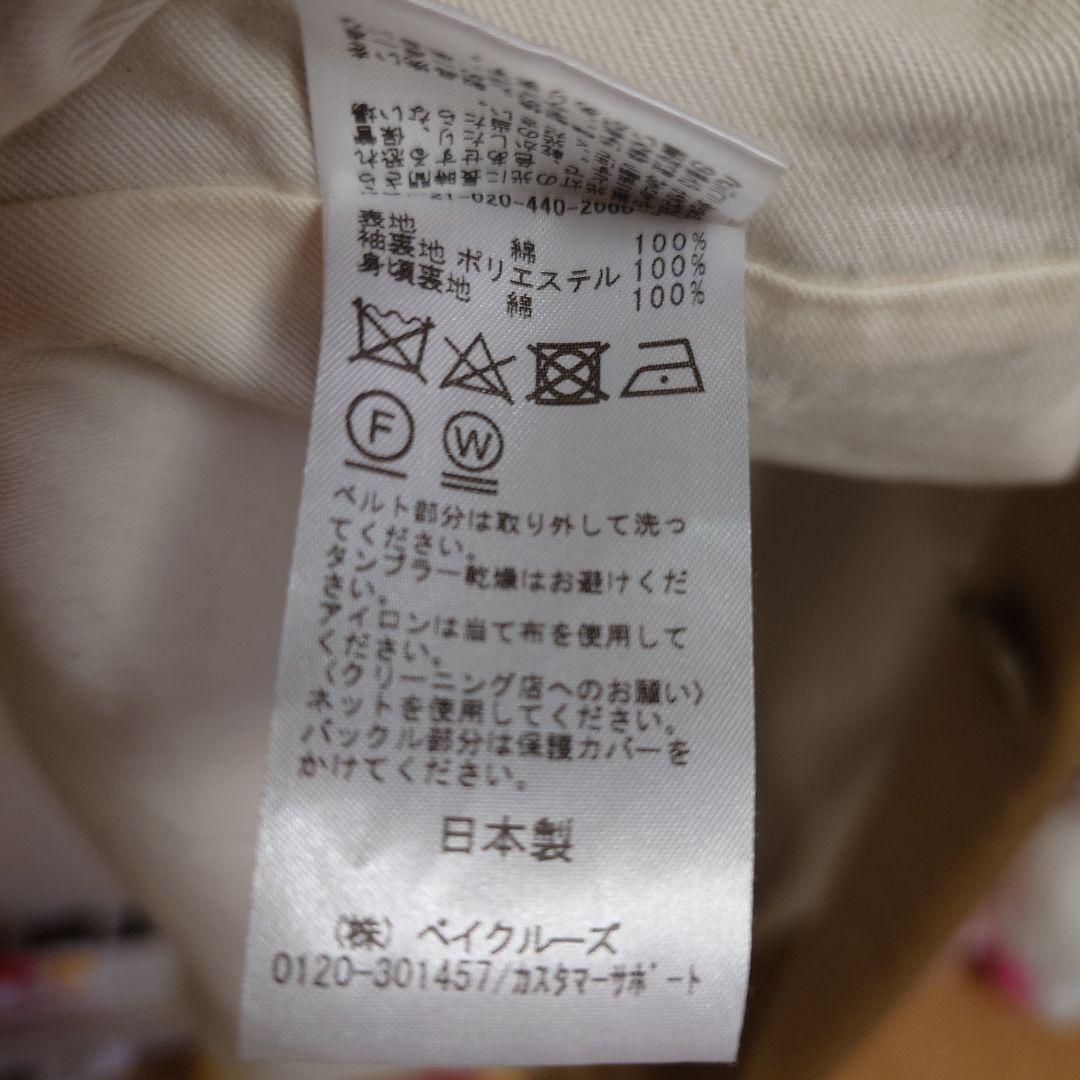 表地 綿 100%
袖裏地 ポリエステル 100%
身頃裏地 綿 100%
F W
ベルト部分は取り外して洗っ
てください。
タンブラー乾燥はお避けくだ
さい。
アイロンは当て布を使用して
ください。
〈クリーニング店へのお願い〉
ネットを使用してください。
バックル部分は保護カバーを
かけてください。
日本製
(株) ベイクルーズ
0120-301457/カスタマーサポート